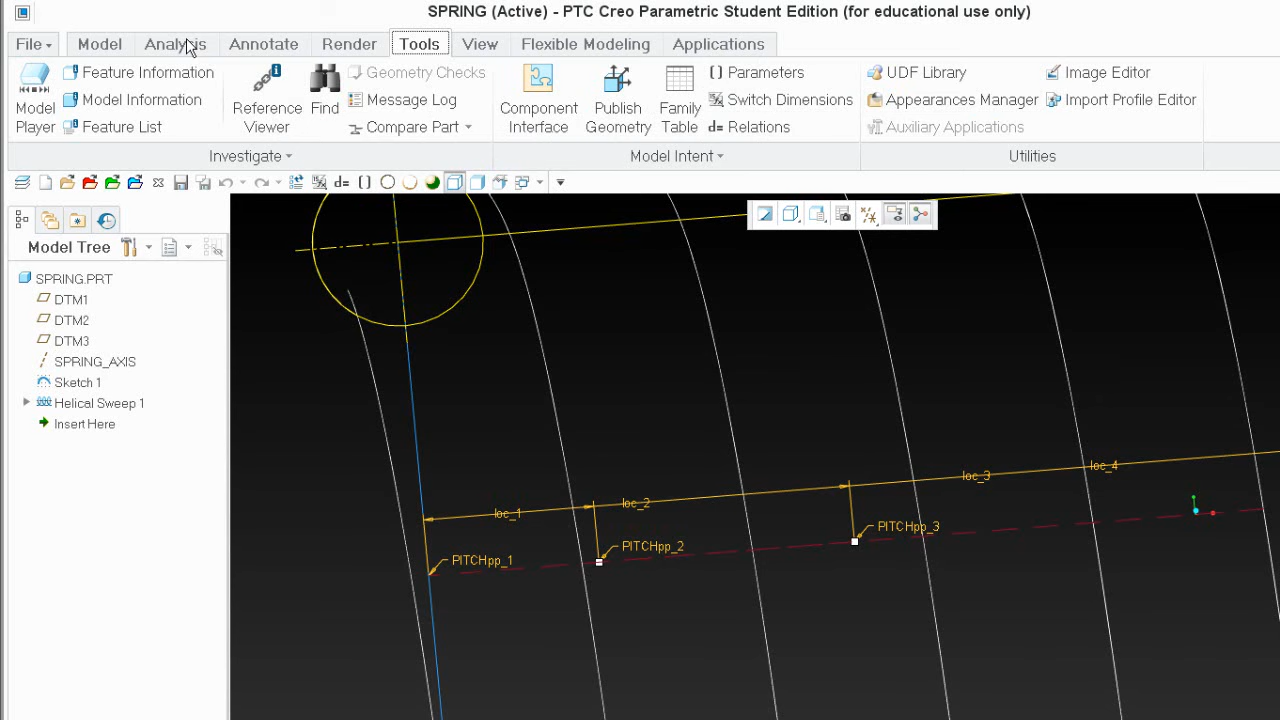 SPRING (Active) - PTC Creo Parametric Student Edition (for educational use only)
File Model Analysis Annotate Render Tools View Flexible Modeling Applications
Model Player
Feature Information
Model Information
Feature List
Reference Viewer
Find
Geometry Checks
Message Log
Compare Part
Investigate
Component Interface
Publish Geometry
Family Table
Parameters
Switch Dimensions
d= Relations
Model Intent
UDF Library
Appearances Manager
Auxiliary Applications
Image Editor
Import Profile Editor
Utilities
d=
Model Tree
SPRING.PRT
DTM1
DTM2
DTM3
SPRING_AXIS
Sketch 1
Helical Sweep 1
Insert Here
loc_1
loc_2
loc_3
loc_4
PITCHpp_1
PITCHpp_2
PITCHpp_3